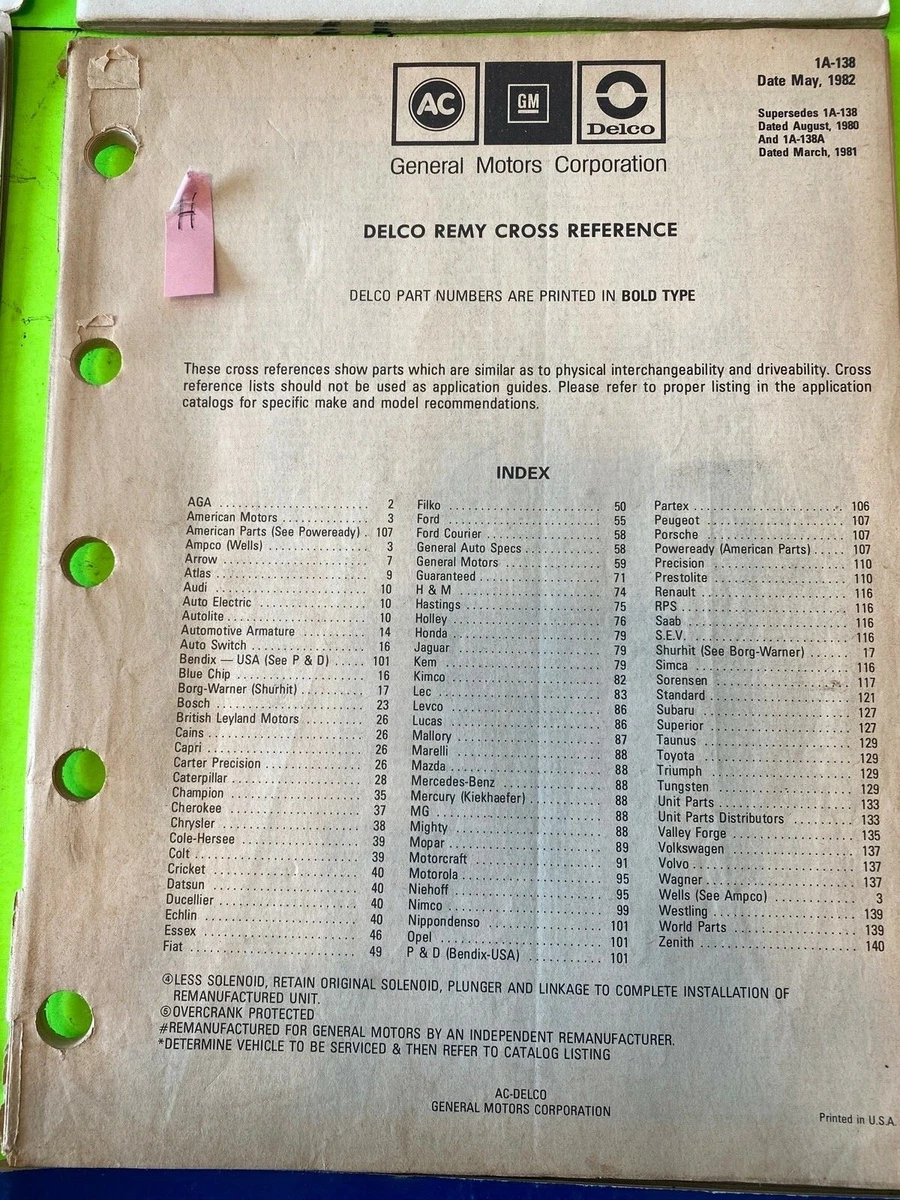 1A-138
Date May, 1982
Supersedes 1A-138
Dated August, 1980
And 1A-138A
Dated March, 1981
AC GM Delco
General Motors Corporation
#
DELCO REMY CROSS REFERENCE
DELCO PART NUMBERS ARE PRINTED IN BOLD TYPE
These cross references show parts which are similar as to physical interchangeability and driveability. Cross
reference lists should not be used as application guides. Please refer to proper listing in the application
catalogs for specific make and model recommendations.
INDEX
AGA 2
American Motors 3
American Parts (See Poweready) 107
Ampco (Wells) 3
Arrow 7
Atlas 9
Audi 10
Auto Electric 10
Autolite 10
Automotive Armature 14
Auto Switch 16
Bendix — USA (See P & D) 101
Blue Chip 16
Borg-Warner (Shurhit) 17
Bosch 23
British Leyland Motors 26
Cains 26
Capri 26
Carter Precision 26
Caterpillar 28
Champion 35
Cherokee 37
Chrysler 38
Cole-Hersee 39
Colt 39
Cricket 40
Datsun 40
Ducellier 40
Echlin 40
Essex 46
Fiat 49
Filko 50
Ford 55
Ford Courier 58
General Auto Specs 58
General Motors 59
Guaranteed 71
H & M 74
Hastings 75
Holley 76
Honda 79
Jaguar 79
Kem 79
Kimco 82
Lec 83
Levco 86
Lucas 86
Mallory 87
Marelli 88
Mazda 88
Mercedes-Benz 88
Mercury (Kiekhaefer) 88
MG 88
Mighty 88
Mopar 89
Motorcraft 91
Motorola 95
Niehoff 95
Nimco 99
Nippondenso 101
Opel 101
P & D (Bendix-USA) 101
Partex 106
Peugeot 107
Porsche 107
Poweready (American Parts) 107
Precision 110
Prestolite 110
Renault 116
RPS 116
Saab 116
S.E.V. 116
Shurhit (See Borg-Warner) 17
Simca 116
Sorensen 117
Standard 121
Subaru 127
Superior 127
Taunus 129
Toyota 129
Triumph 129
Tungsten 129
Unit Parts 133
Unit Parts Distributors 133
Valley Forge 135
Volkswagen 137
Volvo 137
Wagner 137
Wells (See Ampco) 3
Westling 139
World Parts 139
Zenith 140
④LESS SOLENOID, RETAIN ORIGINAL SOLENOID, PLUNGER AND LINKAGE TO COMPLETE INSTALLATION OF
REMANUFACTURED UNIT.
⑤OVERCRANK PROTECTED
#REMANUFACTURED FOR GENERAL MOTORS BY AN INDEPENDENT REMANUFACTURER.
*DETERMINE VEHICLE TO BE SERVICED & THEN REFER TO CATALOG LISTING
AC-DELCO
GENERAL MOTORS CORPORATION
Printed in U.S.A.